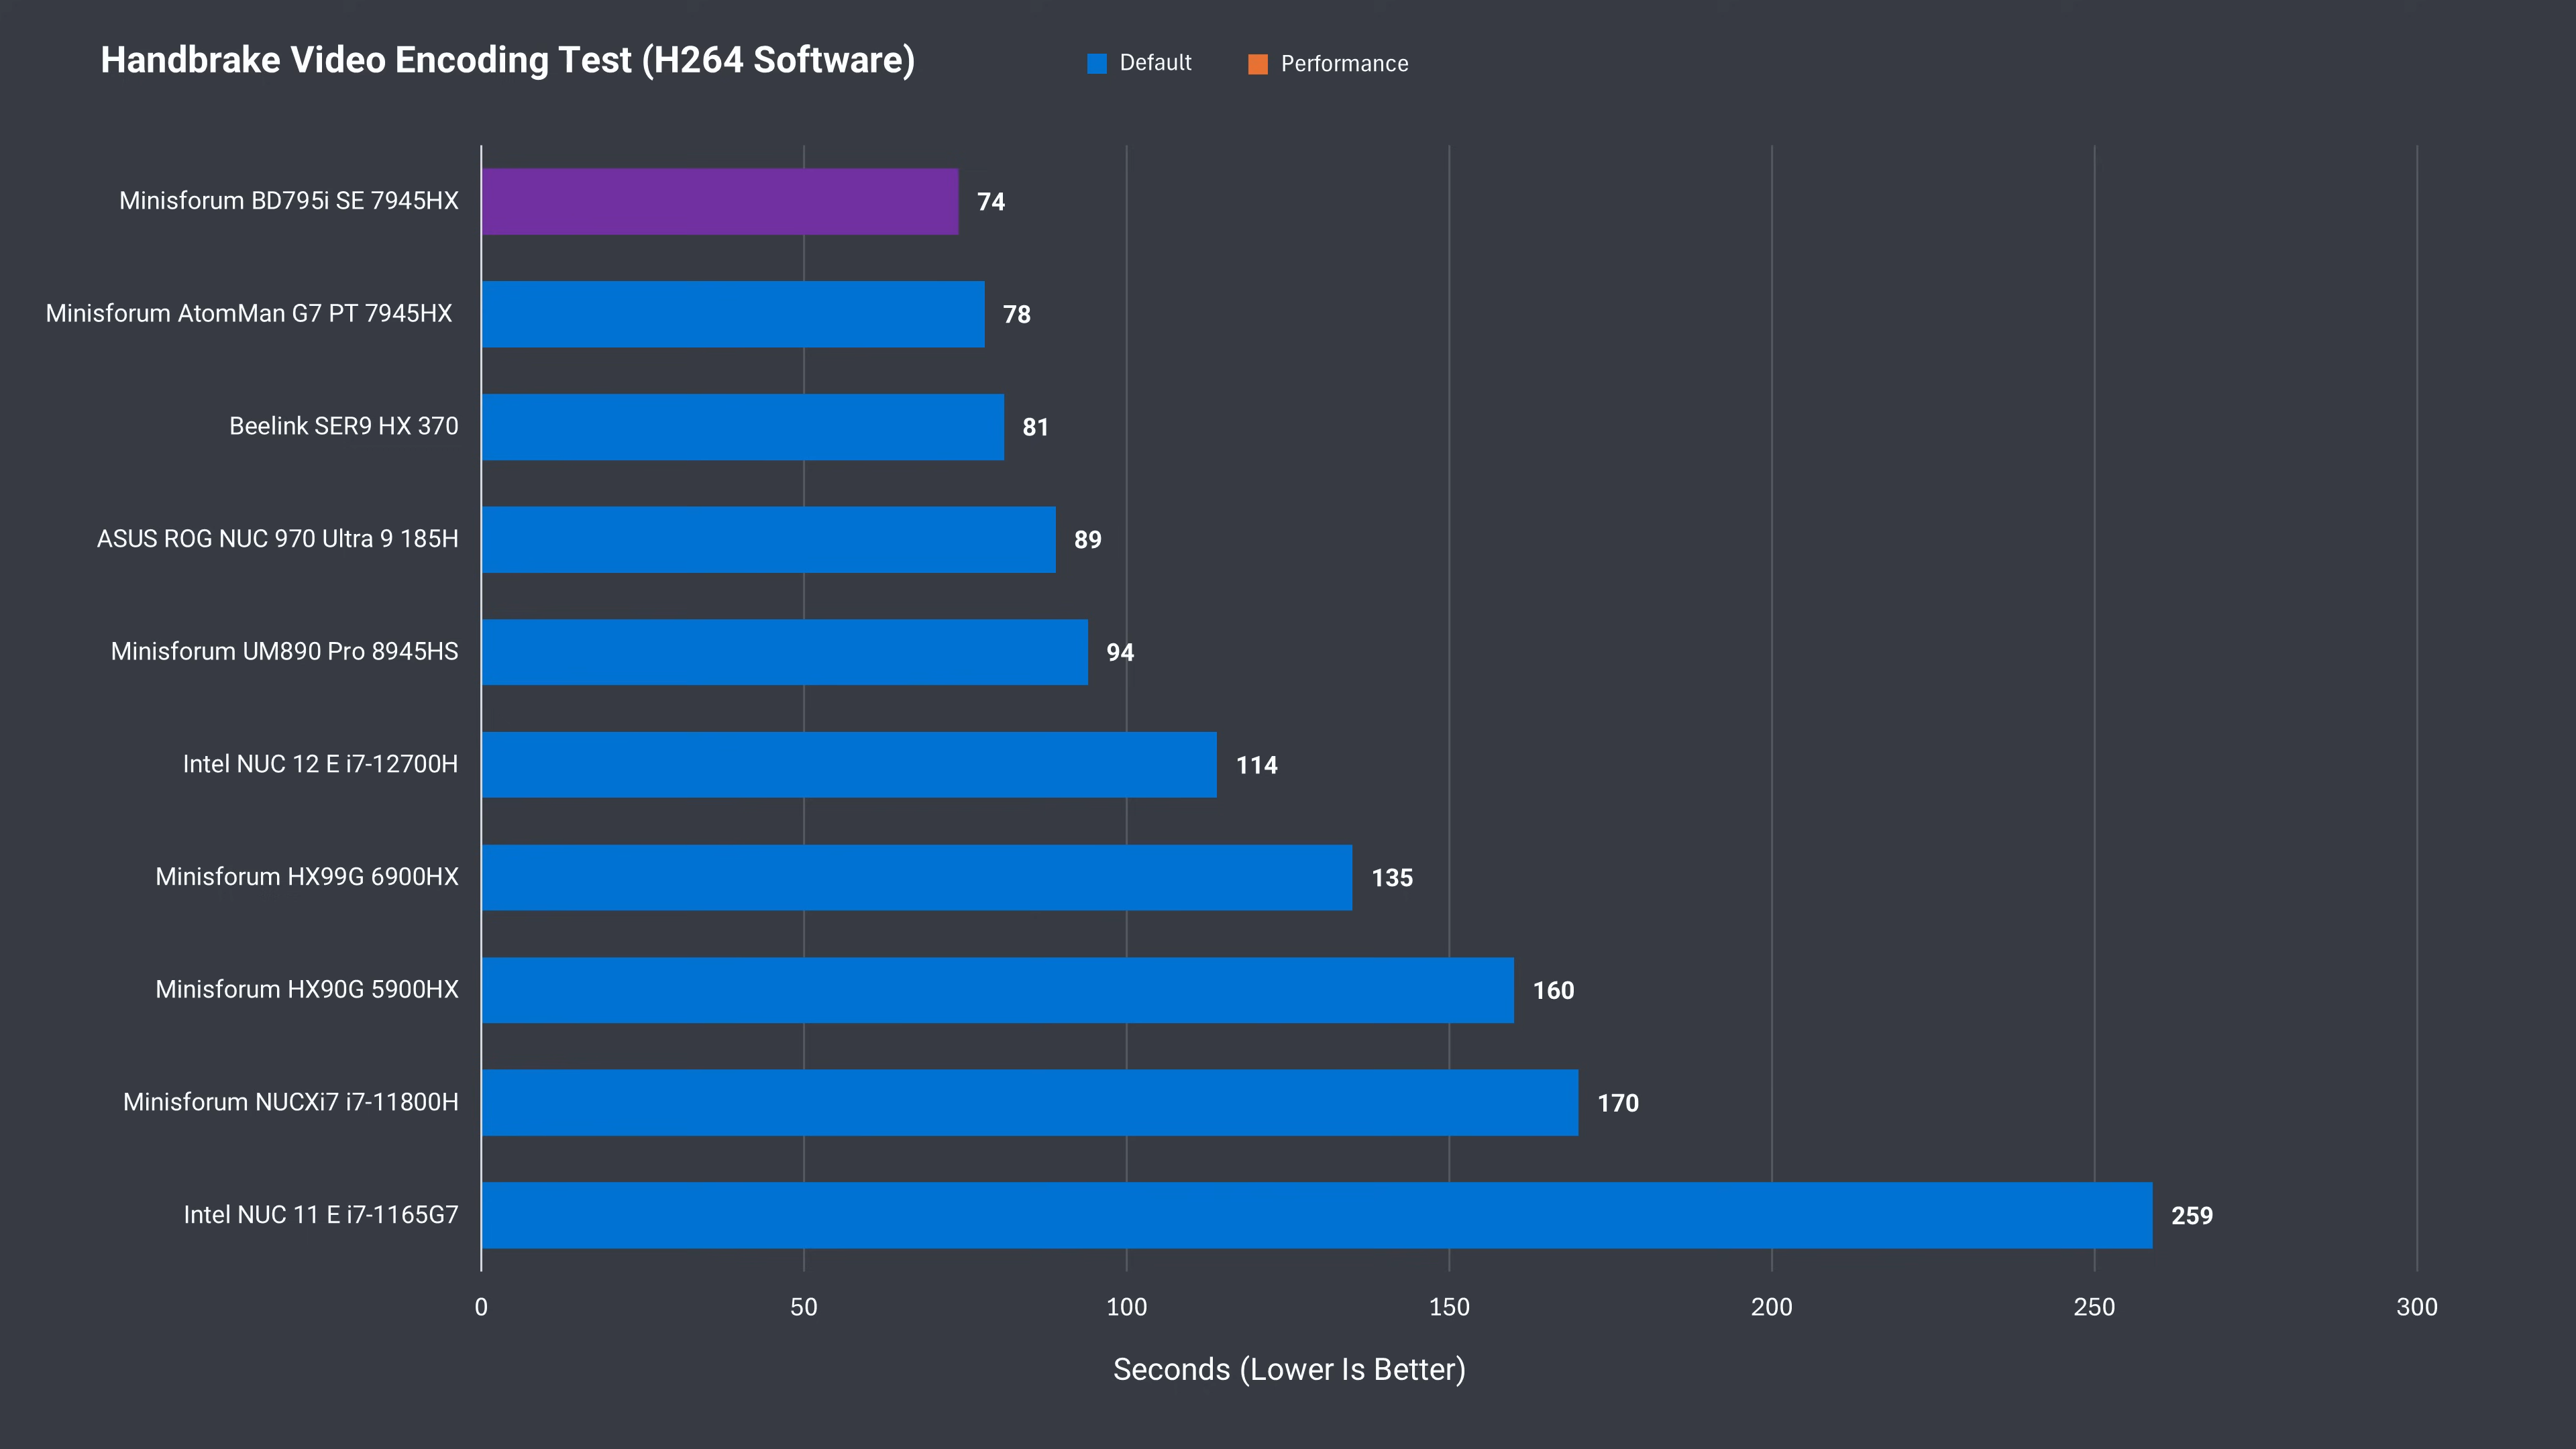 Handbrake Video Encoding Test (H264 Software)
Default
Performance
Minisforum BD795i SE 7945HX
74
Minisforum AtomMan G7 PT 7945HX
78
Beelink SER9 HX 370
81
ASUS ROG NUC 970 Ultra 9 185H
89
Minisforum UM890 Pro 8945HS
94
Intel NUC 12 E i7-12700H
114
Minisforum HX99G 6900HX
135
Minisforum HX90G 5900HX
160
Minisforum NUCXi7 i7-11800H
170
Intel NUC 11 E i7-1165G7
259
0 50 100 150 200 250 300
Seconds (Lower Is Better)